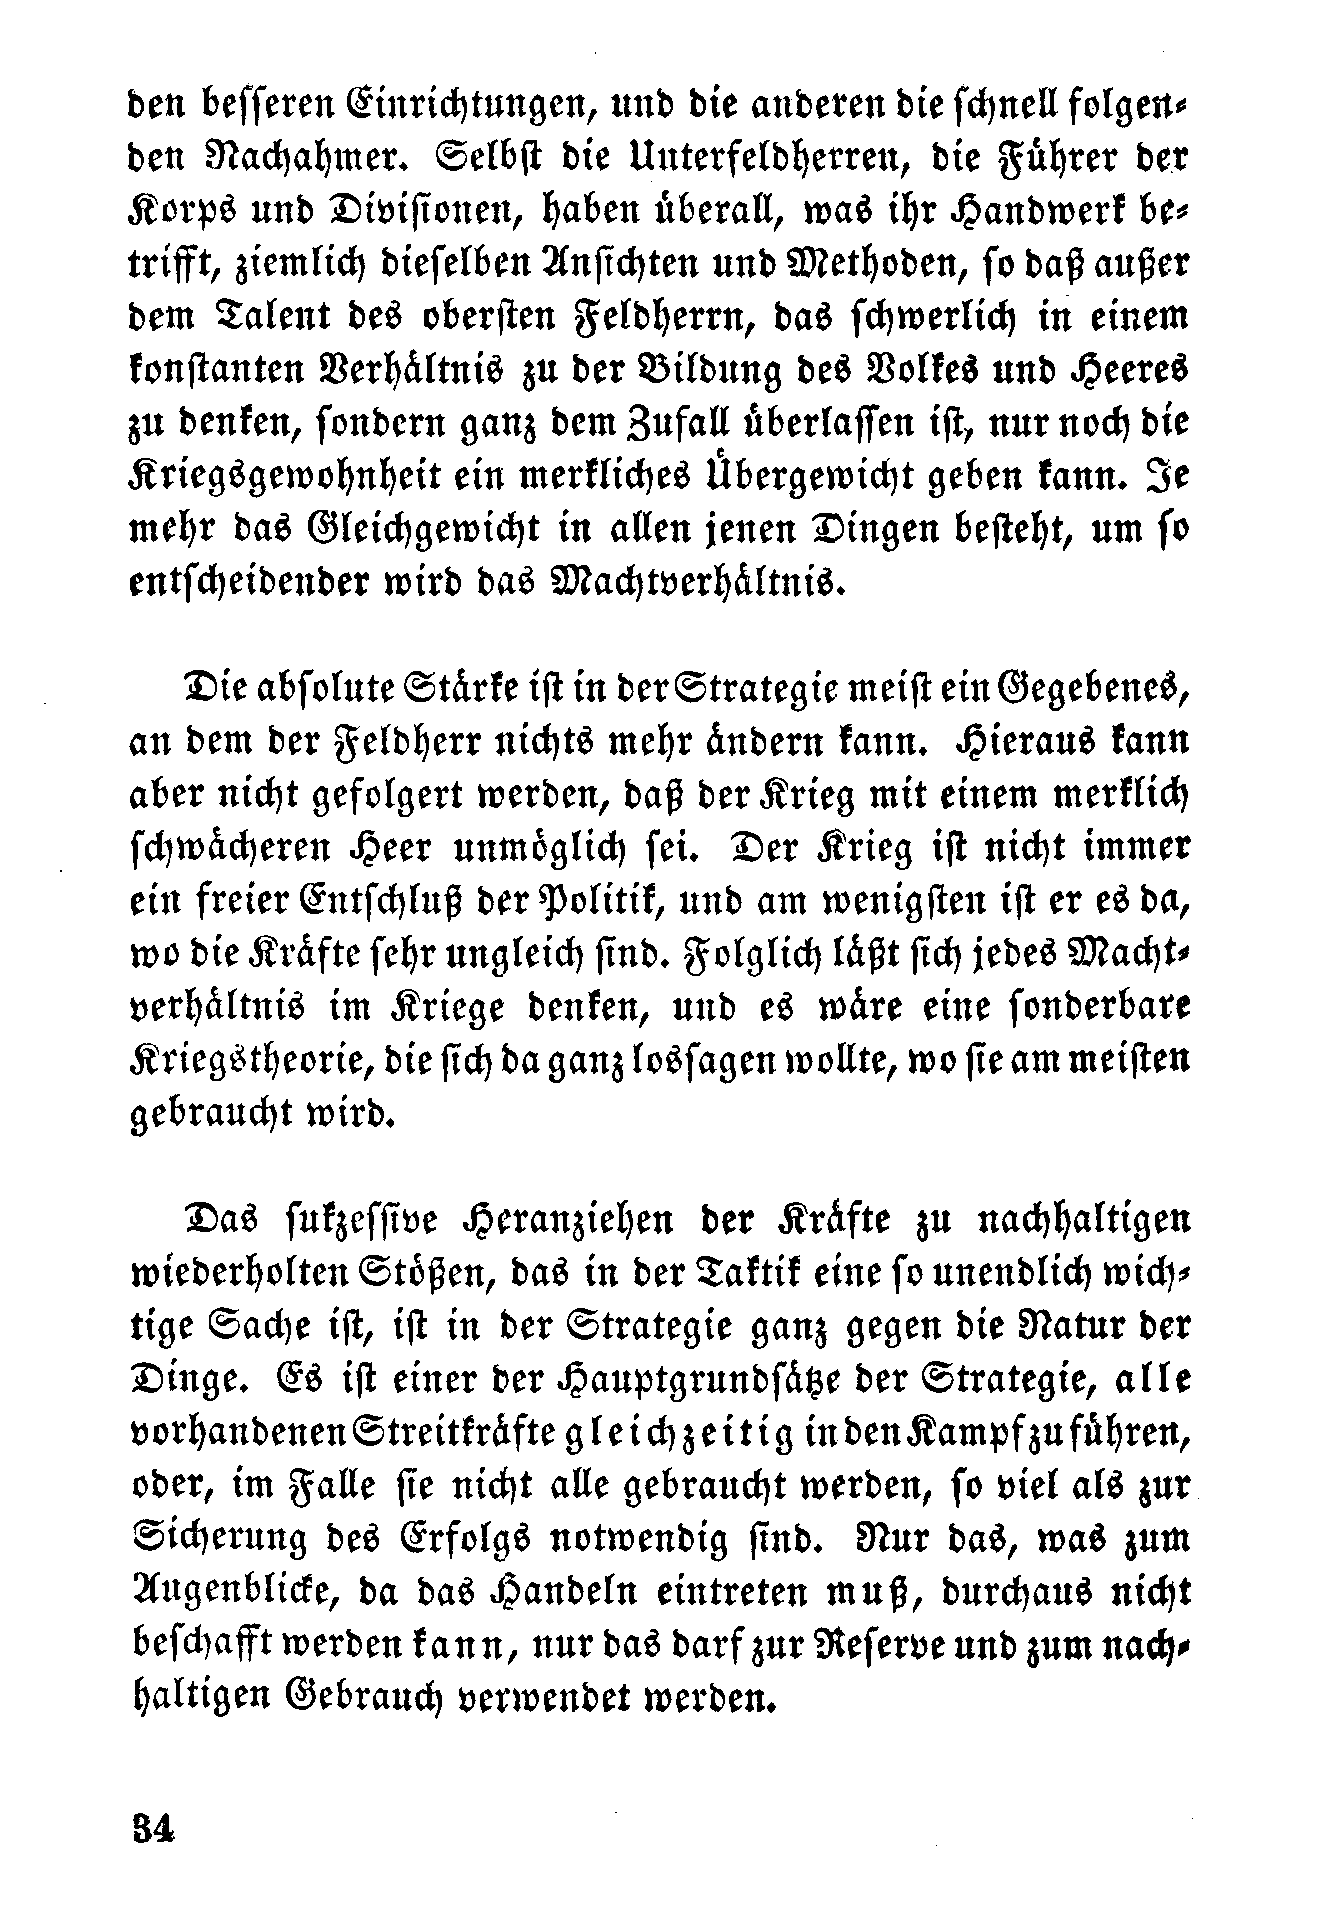 den besseren Einrichtungen, und die anderen die schnell folgen-
den Nachahmer. Selbst die Unterfeldherren, die Führer der
Korps und Divisionen, haben überall, was ihr Handwerk be-
trifft, ziemlich dieselben Ansichten und Methoden, so daß außer
dem Talent des obersten Feldherrn, das schwerlich in einem
konstanten Verhältnis zu der Bildung des Volkes und Heeres
zu denken, sondern ganz dem Zufall überlassen ist, nur noch die
Kriegsgewohnheit ein merkliches Übergewicht geben kann. Je
mehr das Gleichgewicht in allen jenen Dingen besteht, um so
entscheidender wird das Machtverhältnis.
Die absolute Stärke ist in der Strategie meist ein Gegebenes,
an dem der Feldherr nichts mehr ändern kann. Hieraus kann
aber nicht gefolgert werden, daß der Krieg mit einem merklich
schwächeren Heer unmöglich sei. Der Krieg ist nicht immer
ein freier Entschluß der Politik, und am wenigsten ist er es da,
wo die Kräfte sehr ungleich sind. Folglich läßt sich jedes Macht-
verhältnis im Kriege denken, und es wäre eine sonderbare
Kriegstheorie, die sich da ganz lossagen wollte, wo sie am meisten
gebraucht wird.
Das sukzessive Heranziehen der Kräfte zu nachhaltigen
wiederholten Stößen, das in der Taktik eine so unendlich wich-
tige Sache ist, ist in der Strategie ganz gegen die Natur der
Dinge. Es ist einer der Hauptgrundsätze der Strategie, alle
vorhandenen Streitkräfte gleichzeitig in den Kampf zu führen,
oder, im Falle sie nicht alle gebraucht werden, so viel als zur
Sicherung des Erfolgs notwendig sind. Nur das, was zum
Augenblicke, da das Handeln eintreten muß, durchaus nicht
beschafft werden kann, nur das darf zur Reserve und zum nach-
haltigen Gebrauch verwendet werden.
34